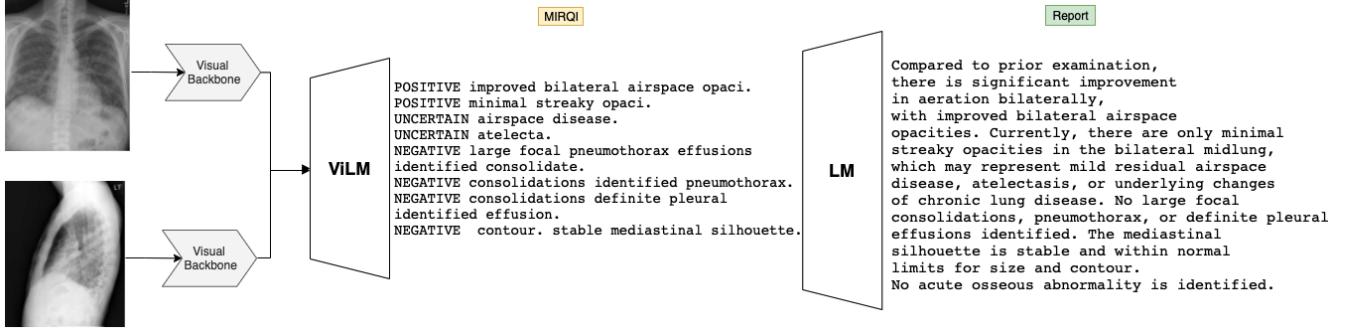 MIRQI
Report
Visual
Backbone
Visual
Backbone
ViLM
POSITIVE improved bilateral airspace opaci.
POSITIVE minimal streaky opaci.
UNCERTAIN airspace disease.
UNCERTAIN atelecta.
NEGATIVE large focal pneumothorax effusions
identified consolidate.
NEGATIVE consolidations identified pneumothorax.
NEGATIVE consolidations definite pleural
identified effusion.
NEGATIVE  contour. stable mediastinal silhouette.
LM
Compared to prior examination,
there is significant improvement
in aeration bilaterally,
with improved bilateral airspace
opacities. Currently, there are only minimal
streaky opacities in the bilateral midlung,
which may represent mild residual airspace
disease, atelectasis, or underlying changes
of chronic lung disease. No large focal
consolidations, pneumothorax, or definite pleural
effusions identified. The mediastinal
silhouette is stable and within normal
limits for size and contour.
No acute osseous abnormality is identified.